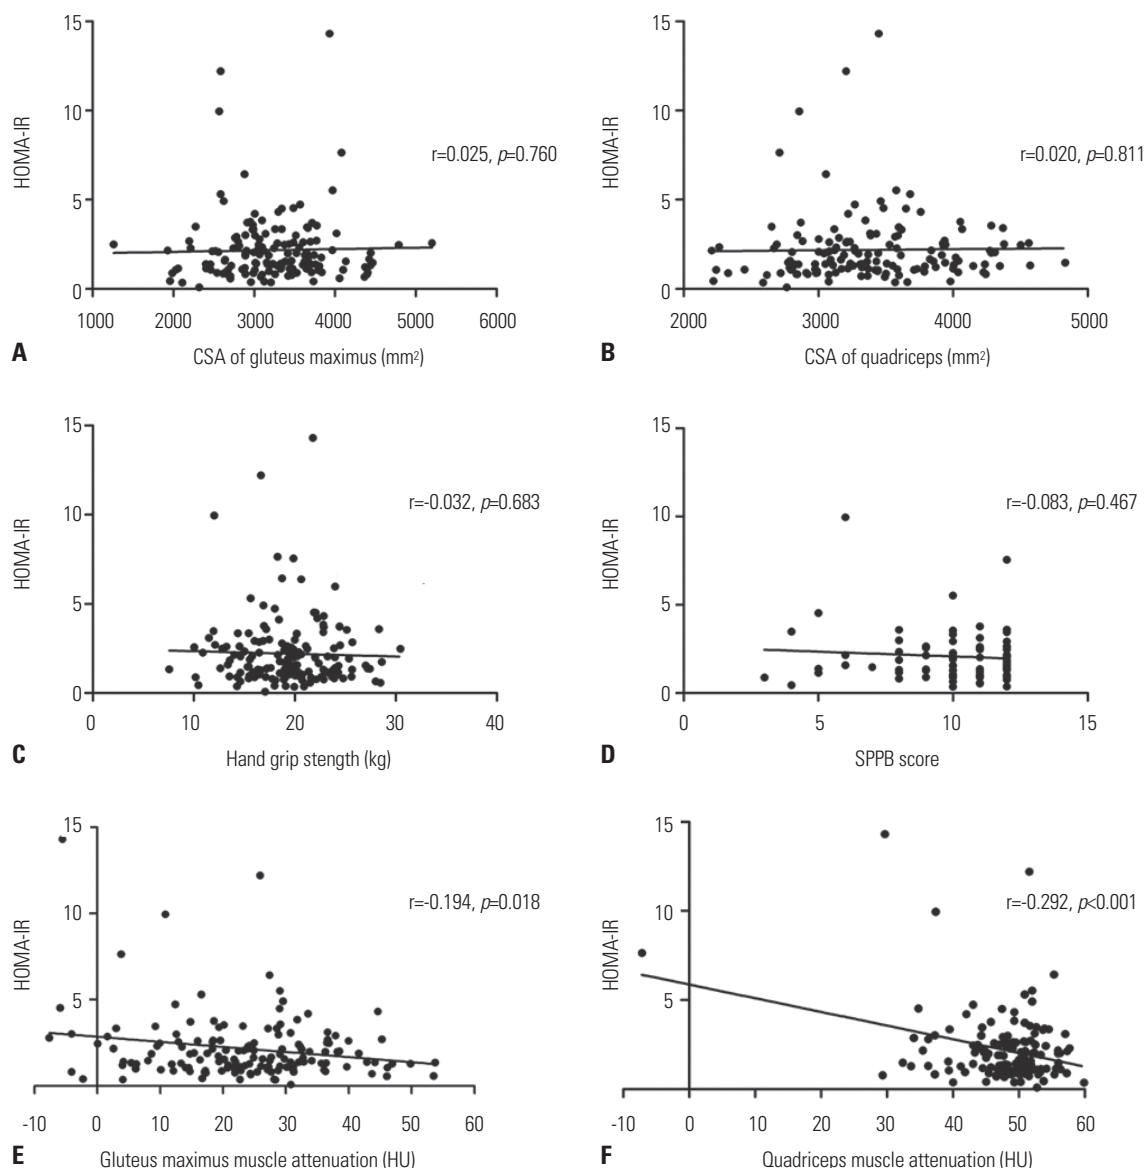 15
10
5
0
HOMA-IR
r=0.025, p=0.760
1000 2000 3000 4000 5000 6000
A
CSA of gluteus maximus (mm²)
15
10
5
0
HOMA-IR
r=0.020, p=0.811
2000 3000 4000 5000
B
CSA of quadriceps (mm²)
15
10
5
0
HOMA-IR
r=-0.032, p=0.683
0 10 20 30 40
C
Hand grip stength (kg)
15
10
5
0
HOMA-IR
r=-0.083, p=0.467
0 5 10 15
D
SPPB score
15
10
5
HOMA-IR
r=-0.194, p=0.018
-10 0 10 20 30 40 50 60
E
Gluteus maximus muscle attenuation (HU)
15
10
5
0
HOMA-IR
r=-0.292, p<0.001
-10 0 10 20 30 40 50 60
F
Quadriceps muscle attenuation (HU)